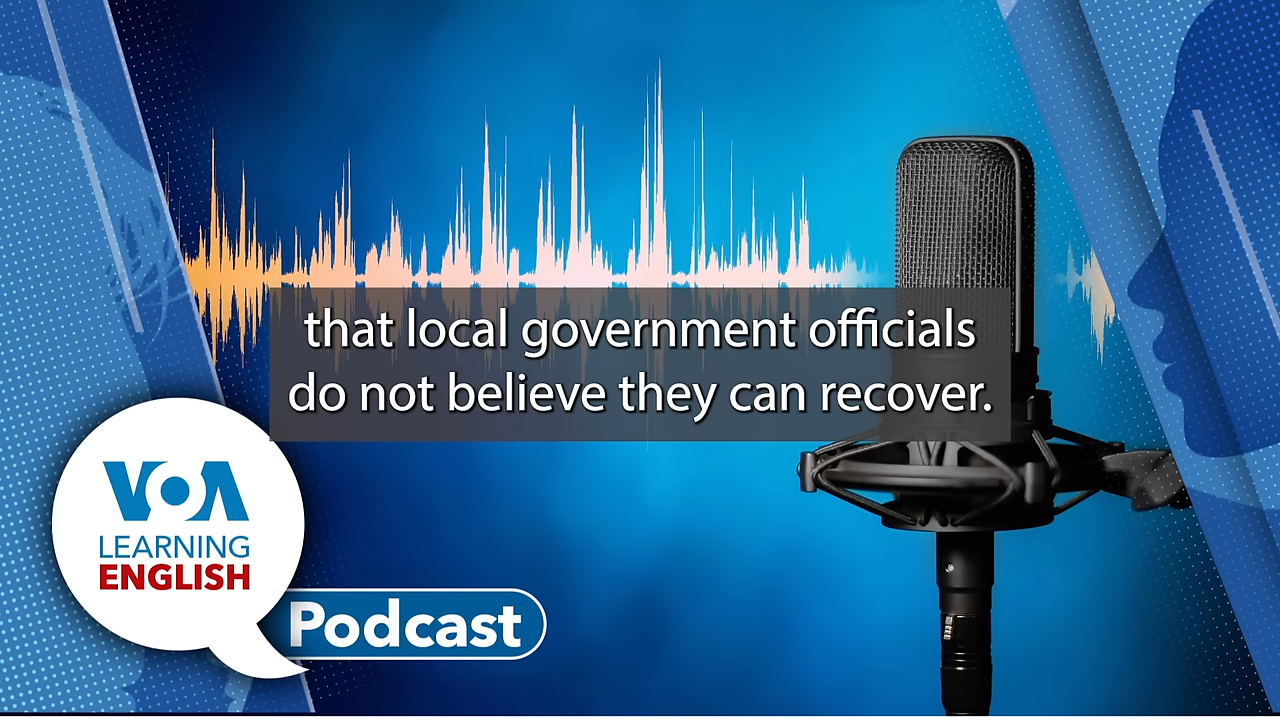 that local government officials
do not believe they can recover.
VOA
LEARNING
ENGLISH
Podcast